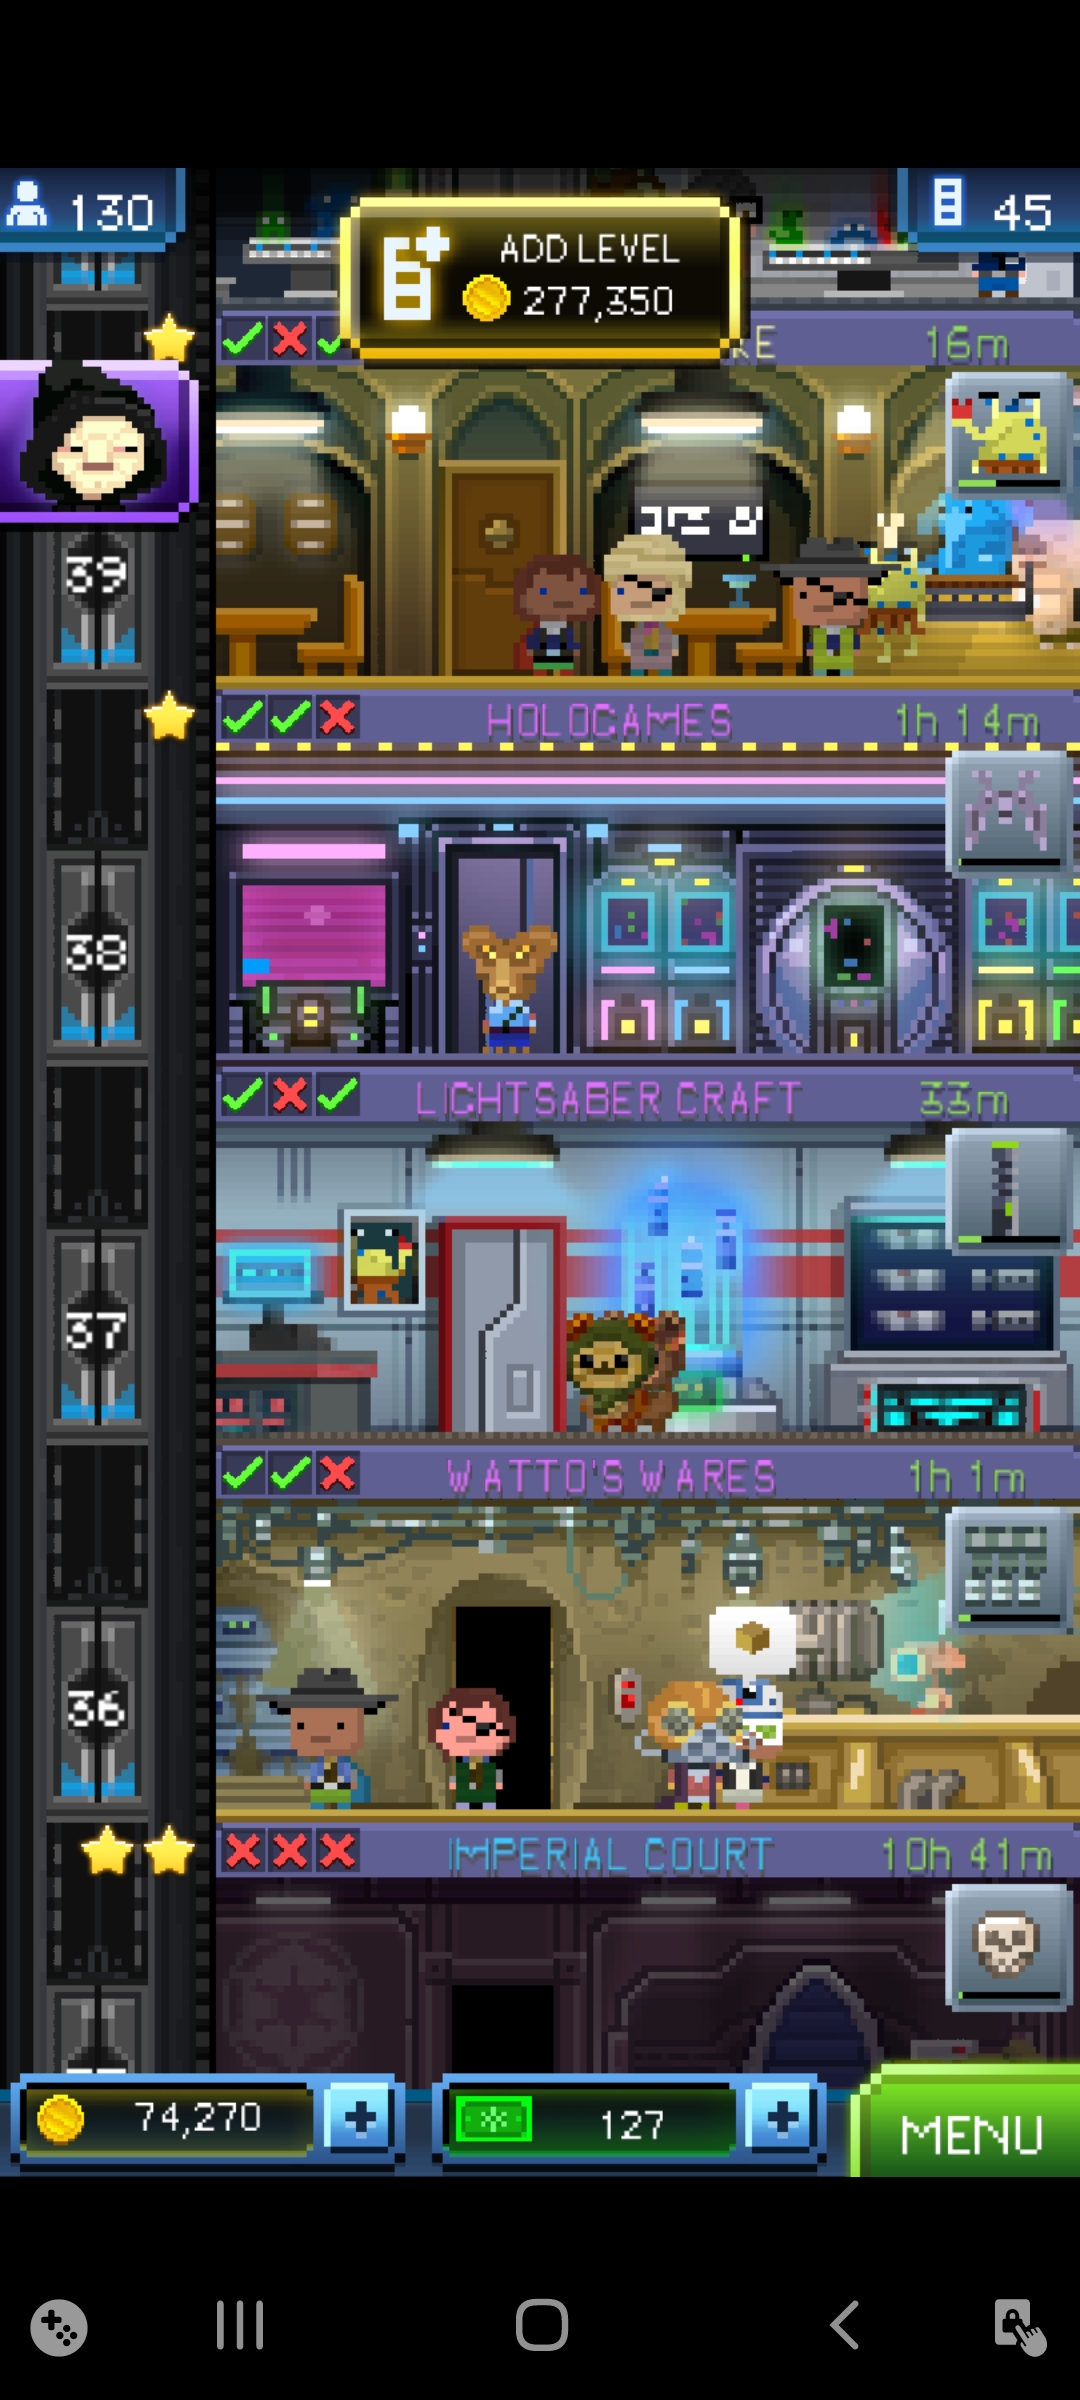 130
ADD LEVEL
277,350
45
KE
16m
39
HOLOGAMES
1h 14m
38
LIGHTSABER CRAFT
33m
37
WATTO'S WARES
1h 1m
36
IMPERIAL COURT
10h 41m
74,270
127
MENU